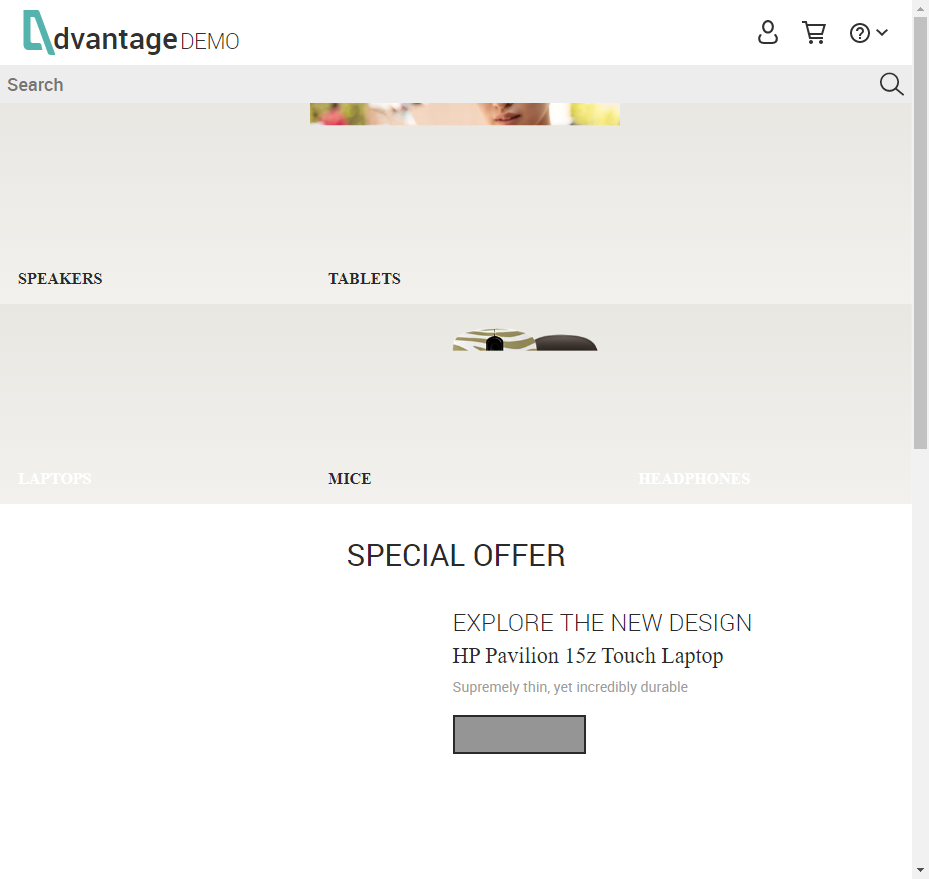 dvantage DEMO
Search
SPEAKERS
TABLETS
LAPTOPS
MICE
HEADPHONES
SPECIAL OFFER
EXPLORE THE NEW DESIGN
HP Pavilion 15z Touch Laptop
Supremely thin, yet incredibly durable